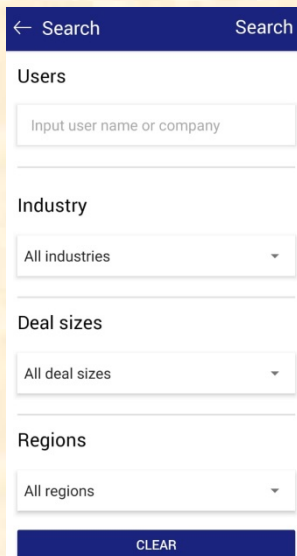 ← Search Search
Users
Input user name or company
Industry
All industries
Deal sizes
All deal sizes
Regions
All regions
CLEAR